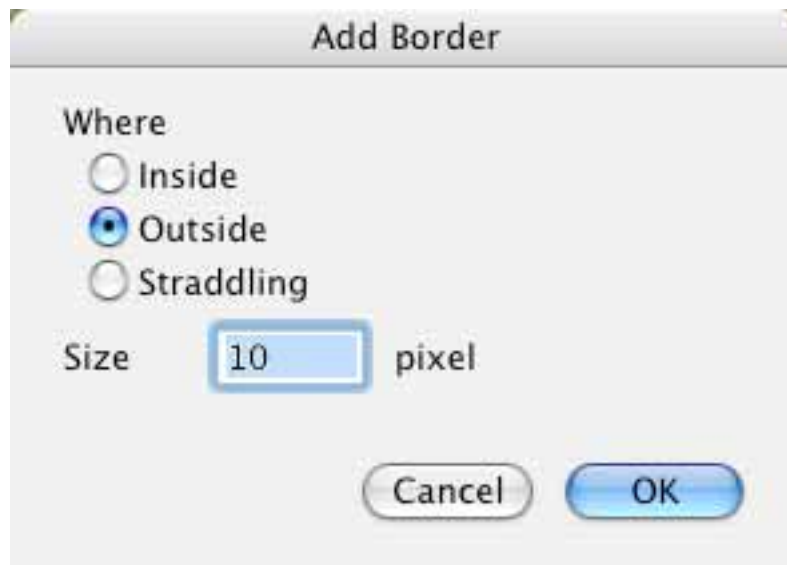 Add Border
Where
Inside
Outside
Straddling
Size 10 pixel
Cancel OK